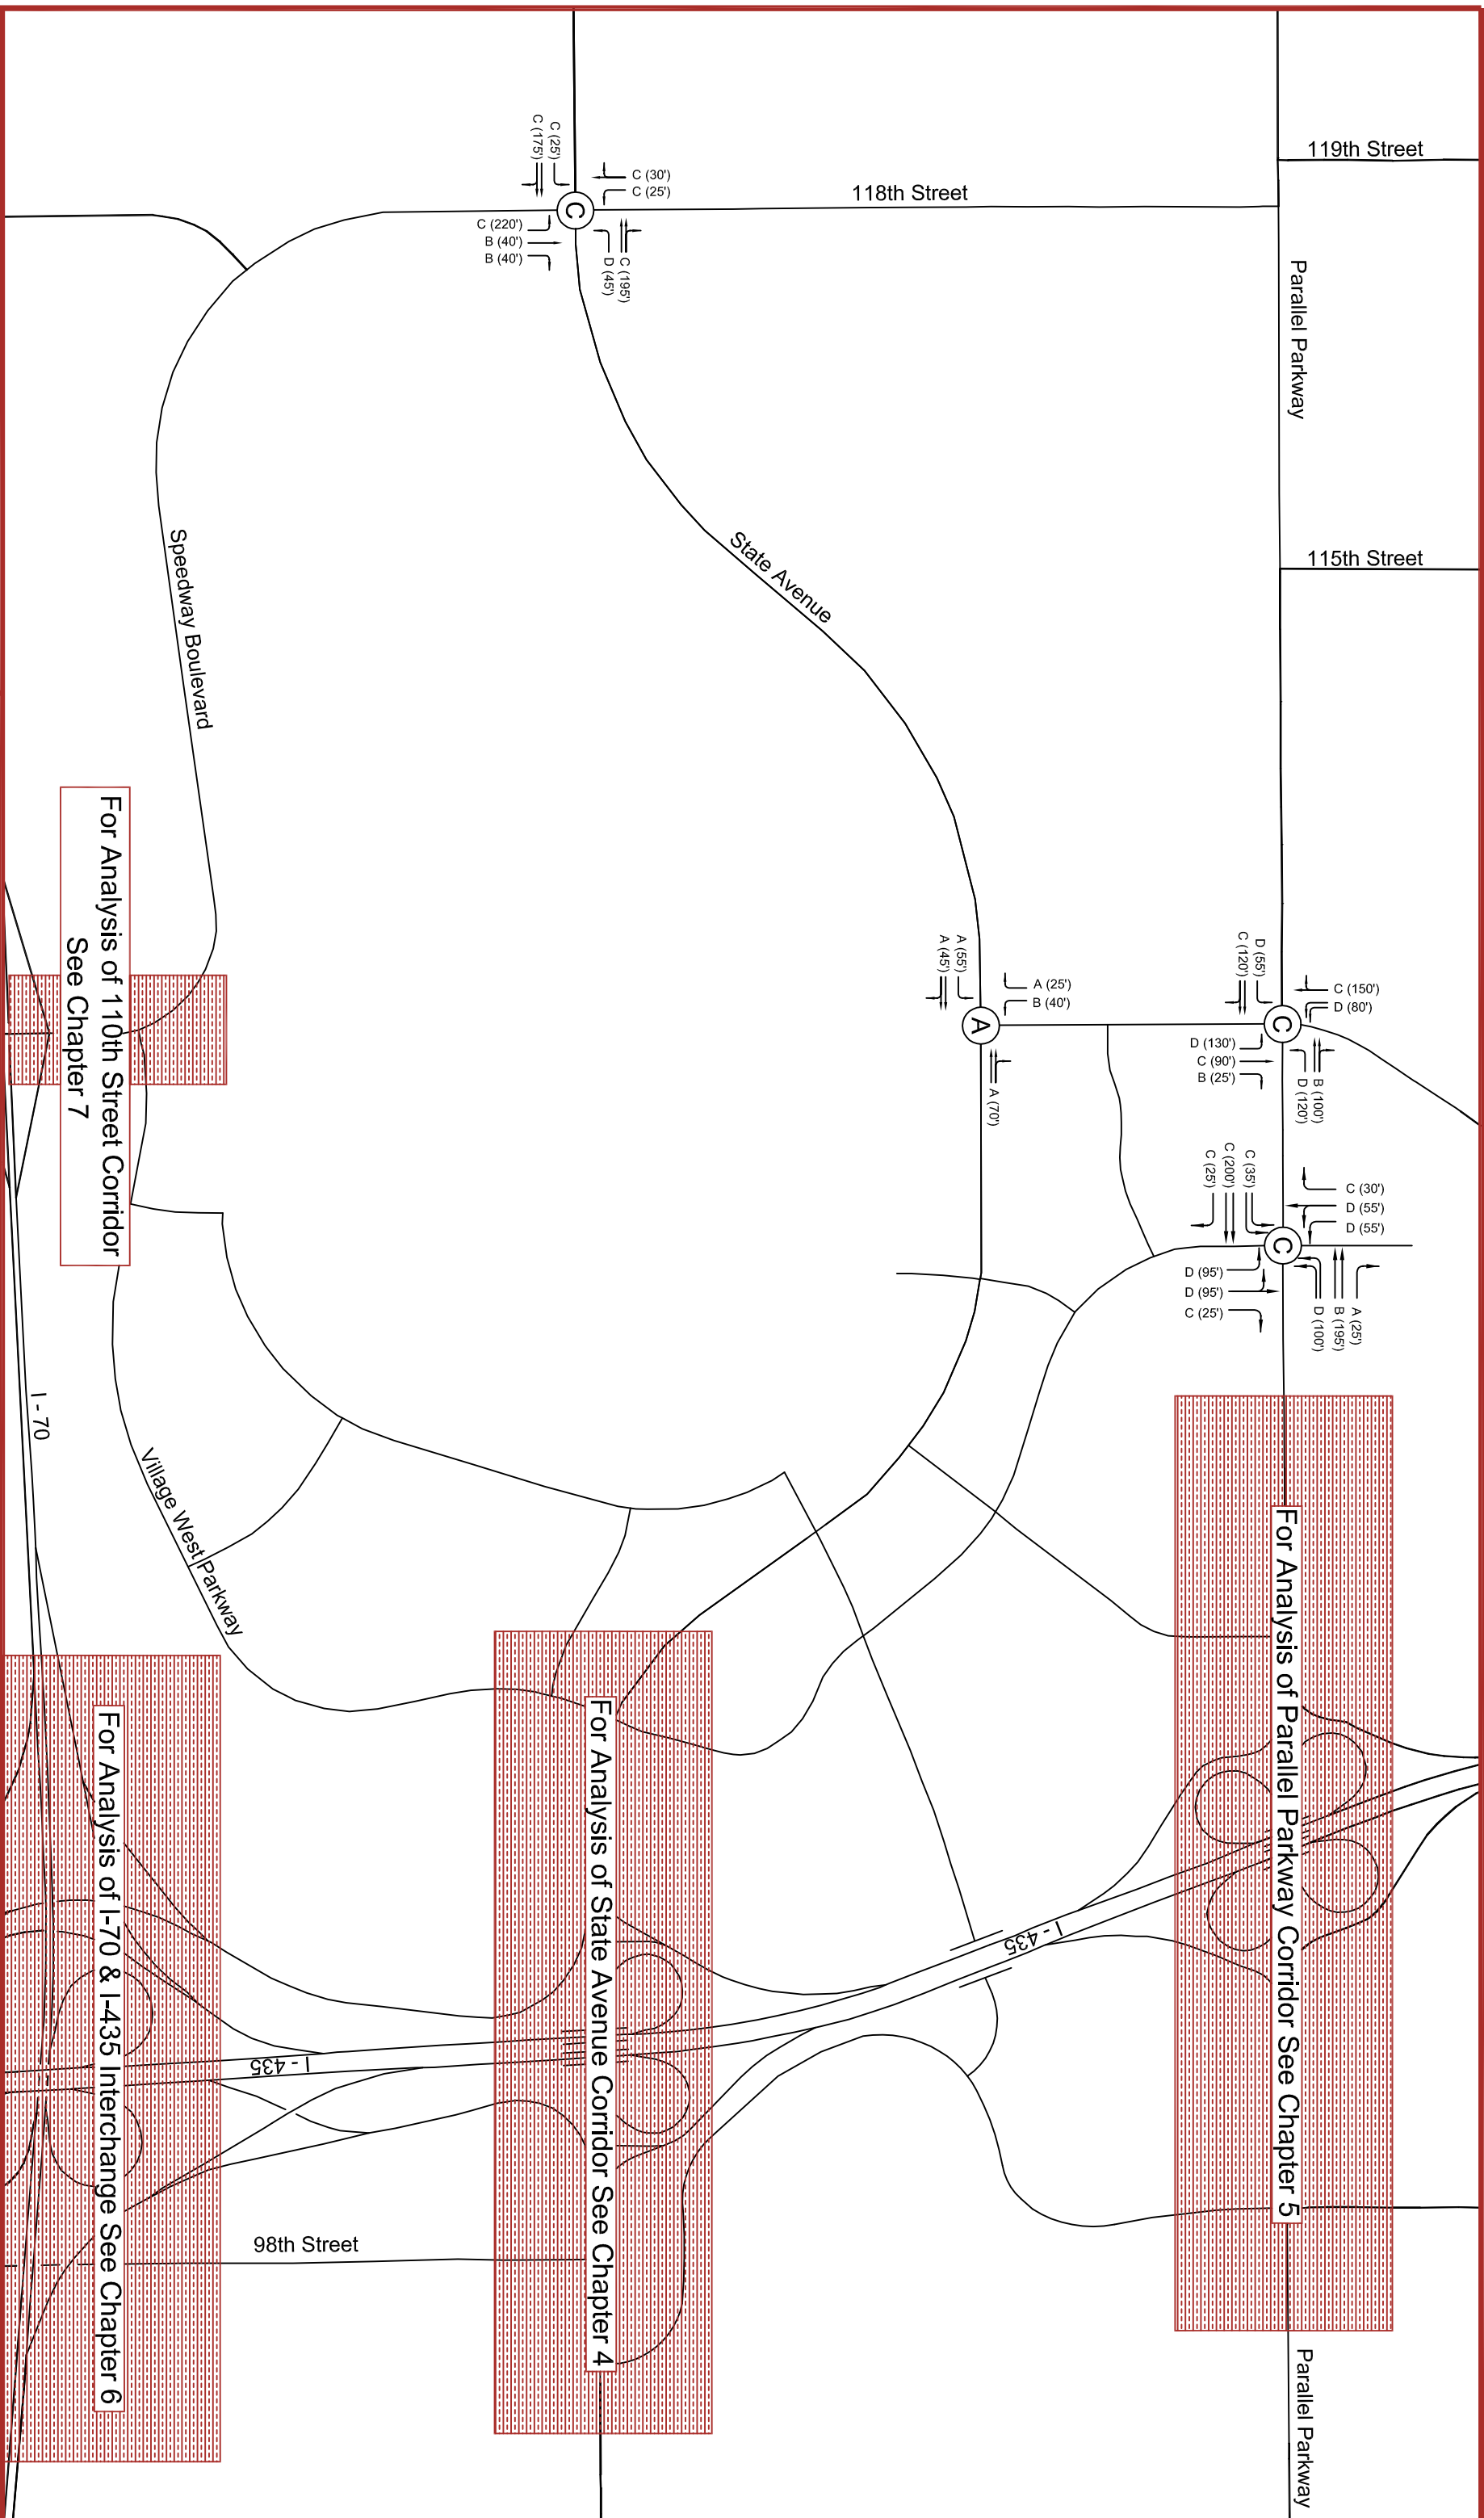 119th Street
118th Street
C (25')
C (175')
C (30')
C (25')
C
C (220')
B (40')
B (40')
C (195')
D (45')
Parallel Parkway
115th Street
State Avenue
Speedway Boulevard
For Analysis of 110th Street Corridor
See Chapter 7
A (55')
A (45')
A (25')
B (40')
A
A (70')
D (55')
C (120')
C (150')
D (80')
C
D (130')
C (90')
B (25')
B (100')
D (120')
C (35')
C (200')
C (25')
C (30')
D (55')
D (55')
C
D (95')
D (95')
C (25')
A (25')
B (195')
D (100')
I - 70
Village West Parkway
For Analysis of Parallel Parkway Corridor See Chapter 5
For Analysis of State Avenue Corridor See Chapter 4
For Analysis of I-70 & I-435 Interchange See Chapter 6
I - 435
I - 435
98th Street
Parallel Parkway